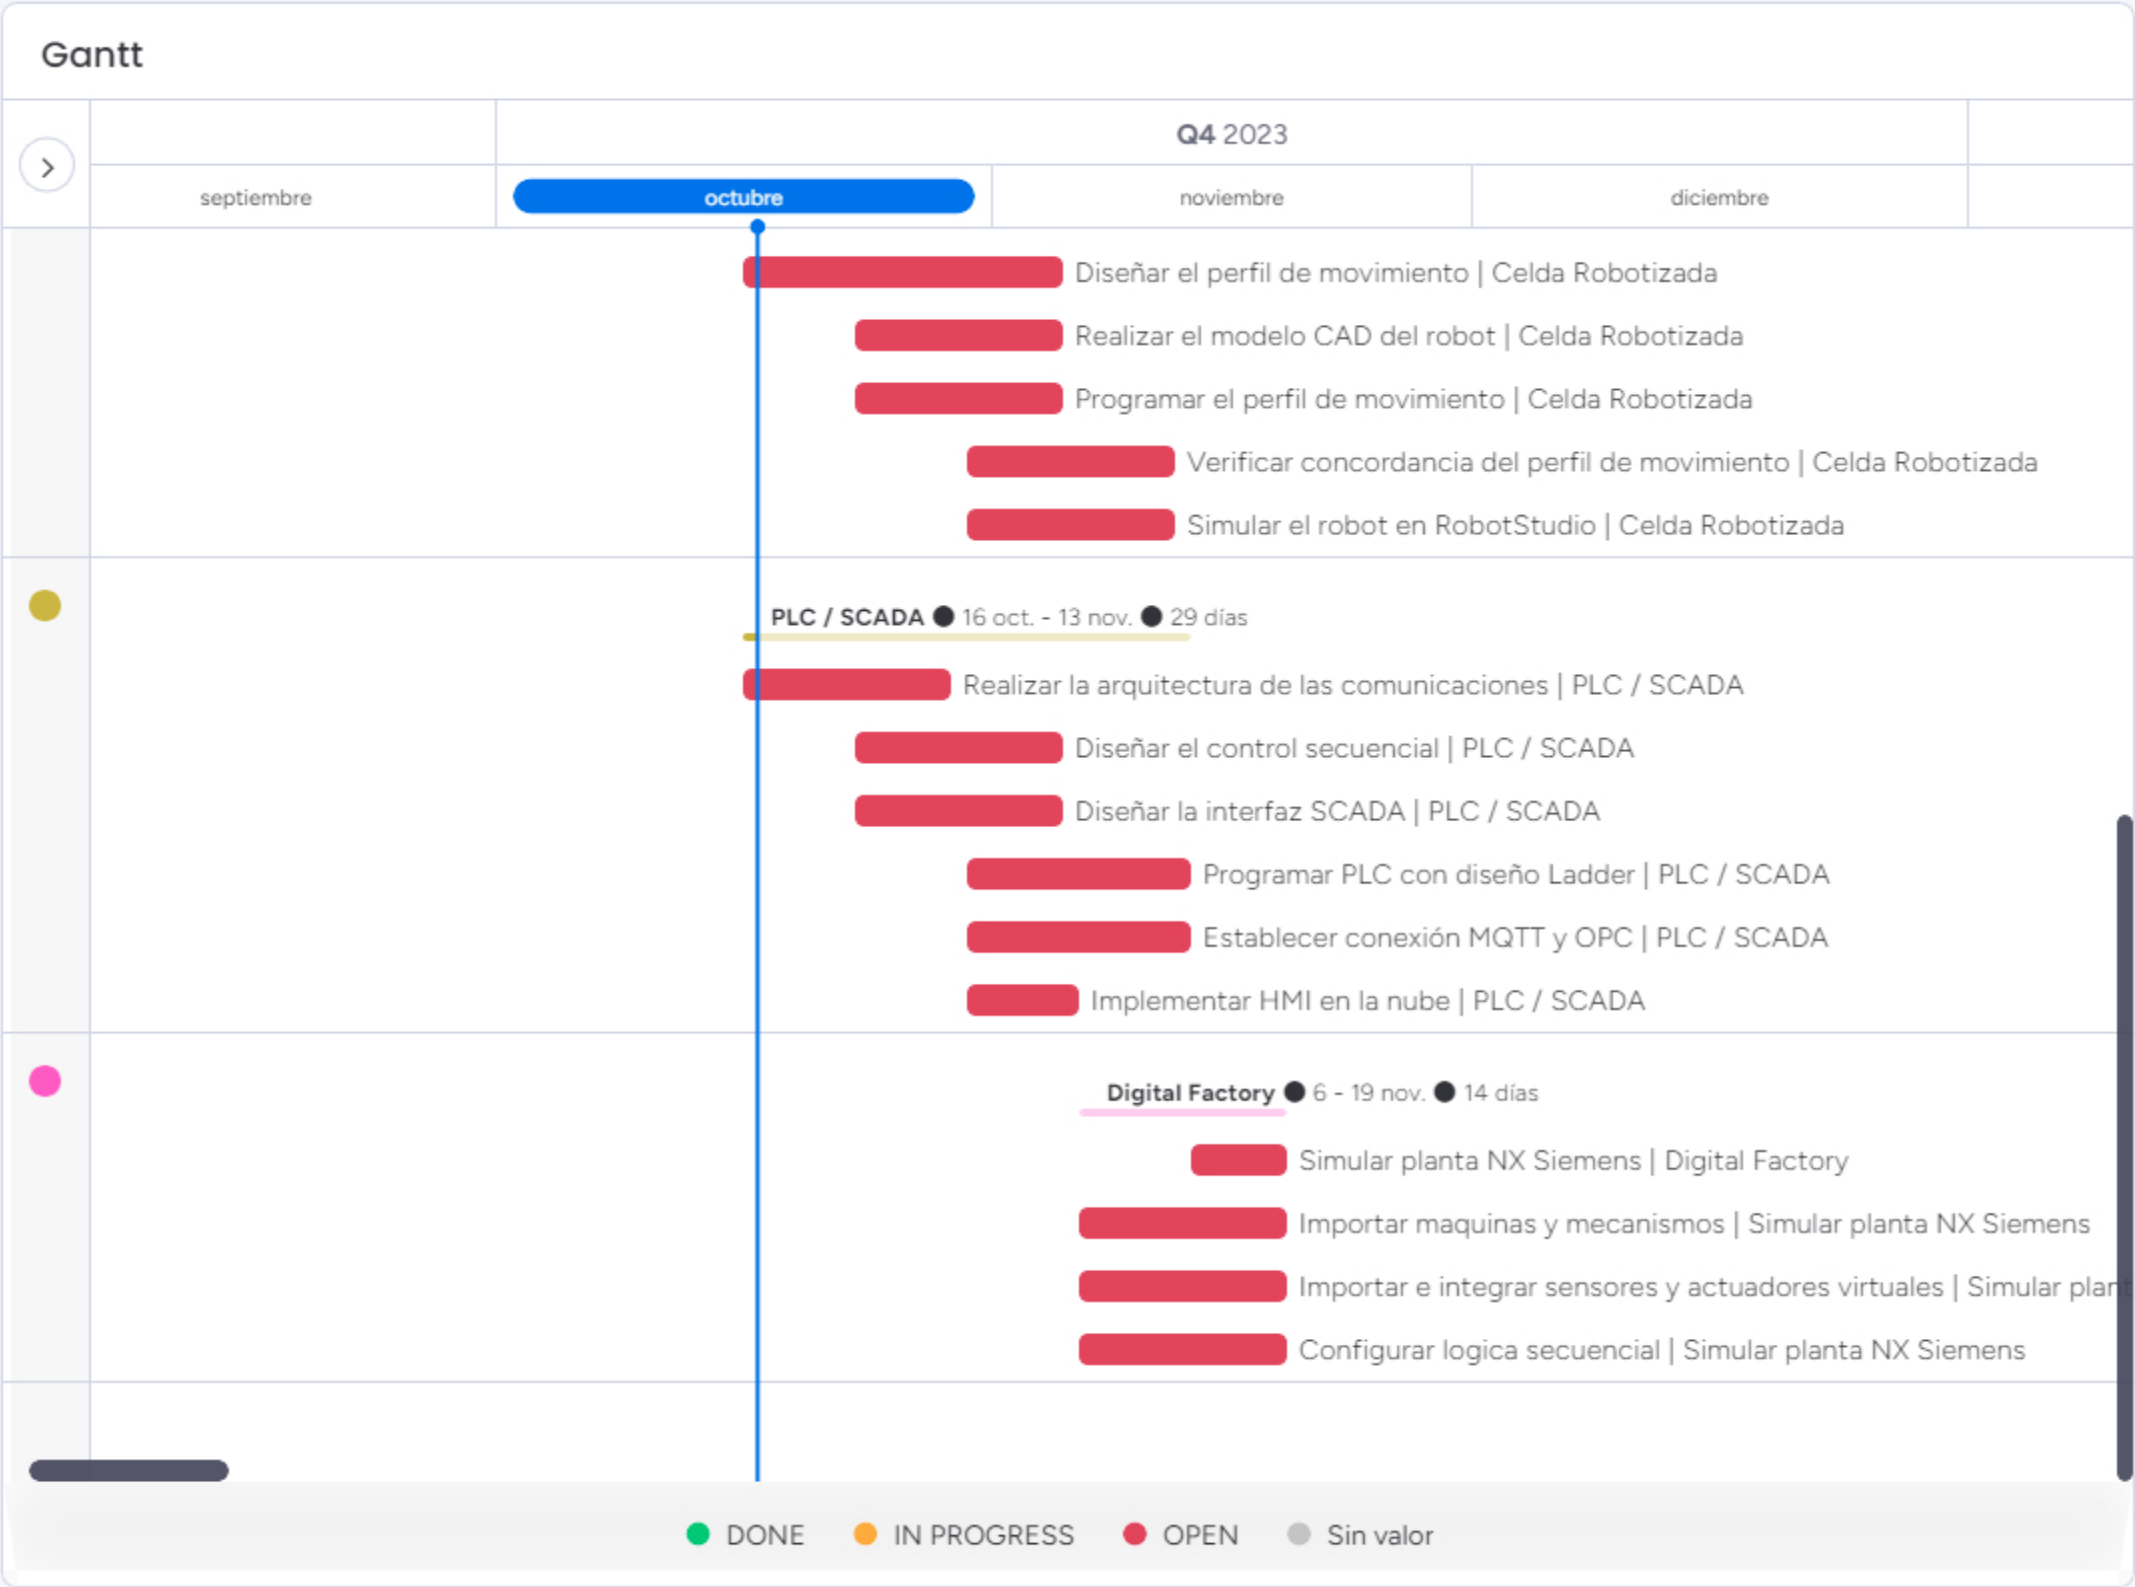 Gantt
Q4 2023
septiembre octubre noviembre diciembre
Diseñar el perfil de movimiento | Celda Robotizada
Realizar el modelo CAD del robot | Celda Robotizada
Programar el perfil de movimiento | Celda Robotizada
Verificar concordancia del perfil de movimiento | Celda Robotizada
Simular el robot en RobotStudio | Celda Robotizada
PLC / SCADA ● 16 oct. - 13 nov. ● 29 días
Realizar la arquitectura de las comunicaciones | PLC / SCADA
Diseñar el control secuencial | PLC / SCADA
Diseñar la interfaz SCADA | PLC / SCADA
Programar PLC con diseño Ladder | PLC / SCADA
Establecer conexión MQTT y OPC | PLC / SCADA
Implementar HMI en la nube | PLC / SCADA
Digital Factory ● 6 - 19 nov. ● 14 días
Simular planta NX Siemens | Digital Factory
Importar maquinas y mecanismos | Simular planta NX Siemens
Importar e integrar sensores y actuadores virtuales | Simular plant
Configurar logica secuencial | Simular planta NX Siemens
DONE IN PROGRESS OPEN Sin valor